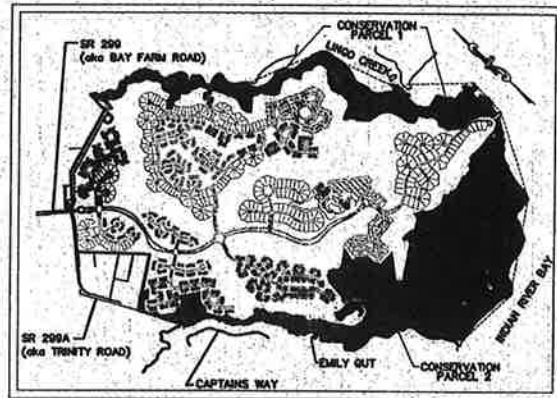 SR 299
(aka BAY FARM ROAD)
CONSERVATION
PARCEL 1
LINGO CREEK
INDIAN RIVER BAY
SR 299A
(aka TRINITY ROAD)
CAPTAINS WAY
EMILY GUT
CONSERVATION
PARCEL 2